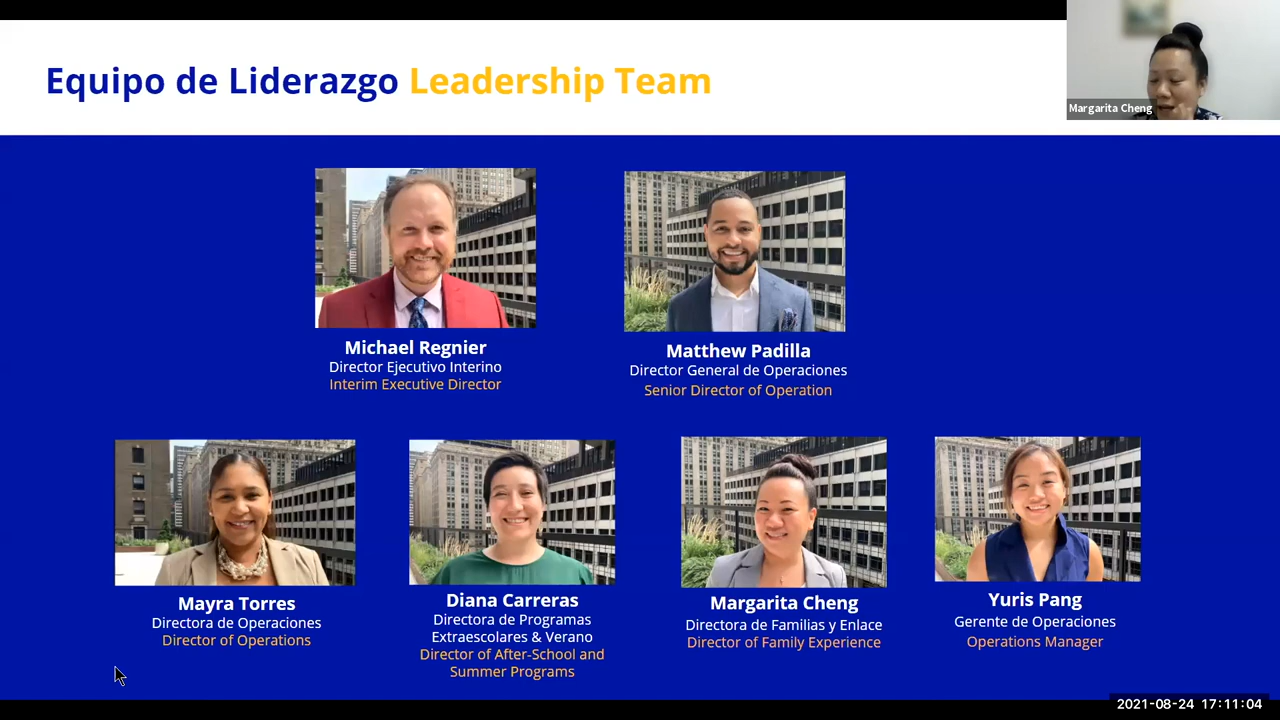 Equipo de Liderazgo Leadership Team
Margarita Cheng
Michael Regnier
Director Ejecutivo Interino
Interim Executive Director
Matthew Padilla
Director General de Operaciones
Senior Director of Operation
Mayra Torres
Directora de Operaciones
Director of Operations
Diana Carreras
Directora de Programas
Extraescolares & Verano
Director of After-School and
Summer Programs
Margarita Cheng
Directora de Familias y Enlace
Director of Family Experience
Yuris Pang
Gerente de Operaciones
Operations Manager
2021-08-24 17:11:04